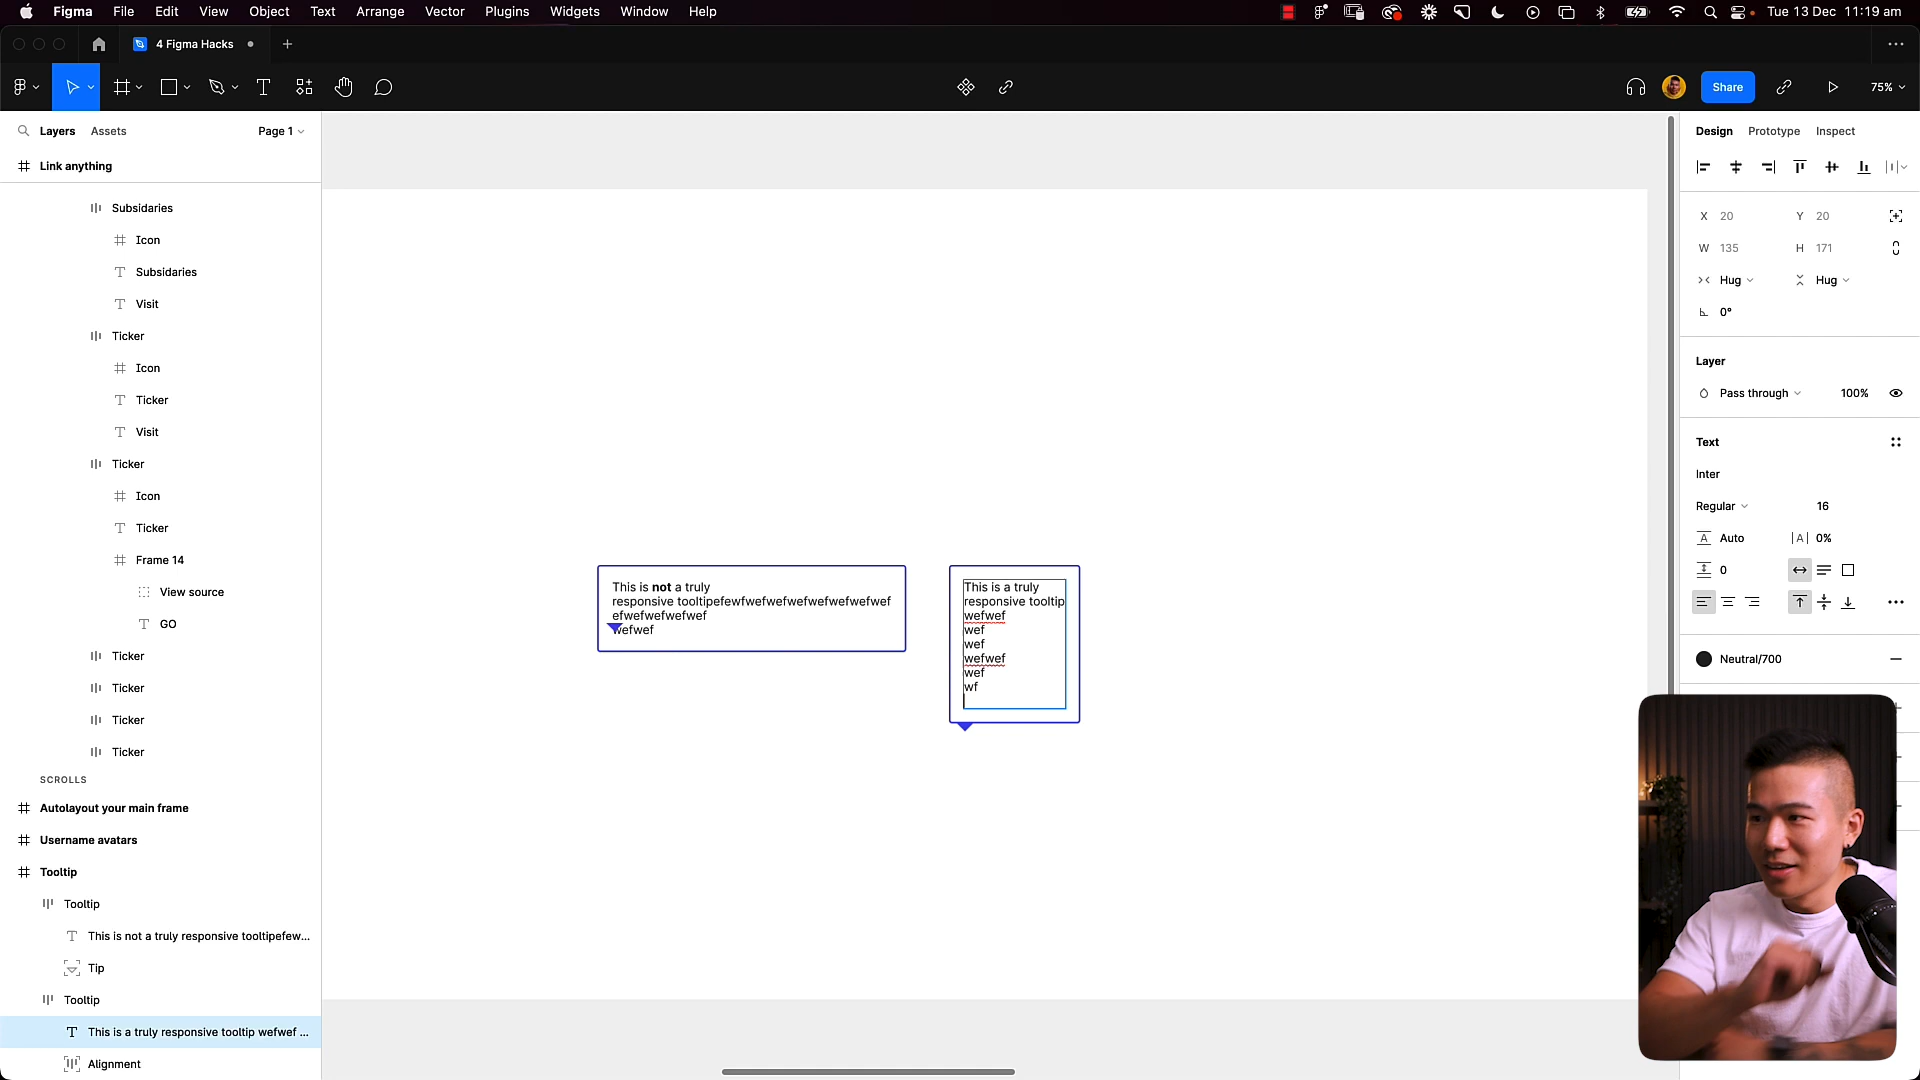 Figma File Edit View Object Text Arrange Vector Plugins Widgets Window Help Tue 13 Dec 11:19 am
4 Figma Hacks
Share 75%
Layers Assets Page 1
Link anything
Subsidaries
Icon
Subsidaries
Visit
Ticker
Icon
Ticker
Visit
Ticker
Icon
Ticker
Frame 14
View source
GO
Ticker
Ticker
Ticker
Ticker
SCROLLS
Autolayout your main frame
Username avatars
Tooltip
Tooltip
This is not a truly responsive tooltipefew...
Tip
Tooltip
This is a truly responsive tooltip wefwef ...
Alignment
This is not a truly
responsive tooltipefewfwefwefwefwefwefwefwef
efwefwefwefwef
wefwef
This is a truly
responsive tooltip
wefwef
wef
wef
wefwef
wef
wf
Design Prototype Inspect
X 20 Y 20
W 135 H 171
Hug Hug
0°
Layer
Pass through 100%
Text
Inter
Regular 16
A Auto |A| 0%
0
Neutral/700